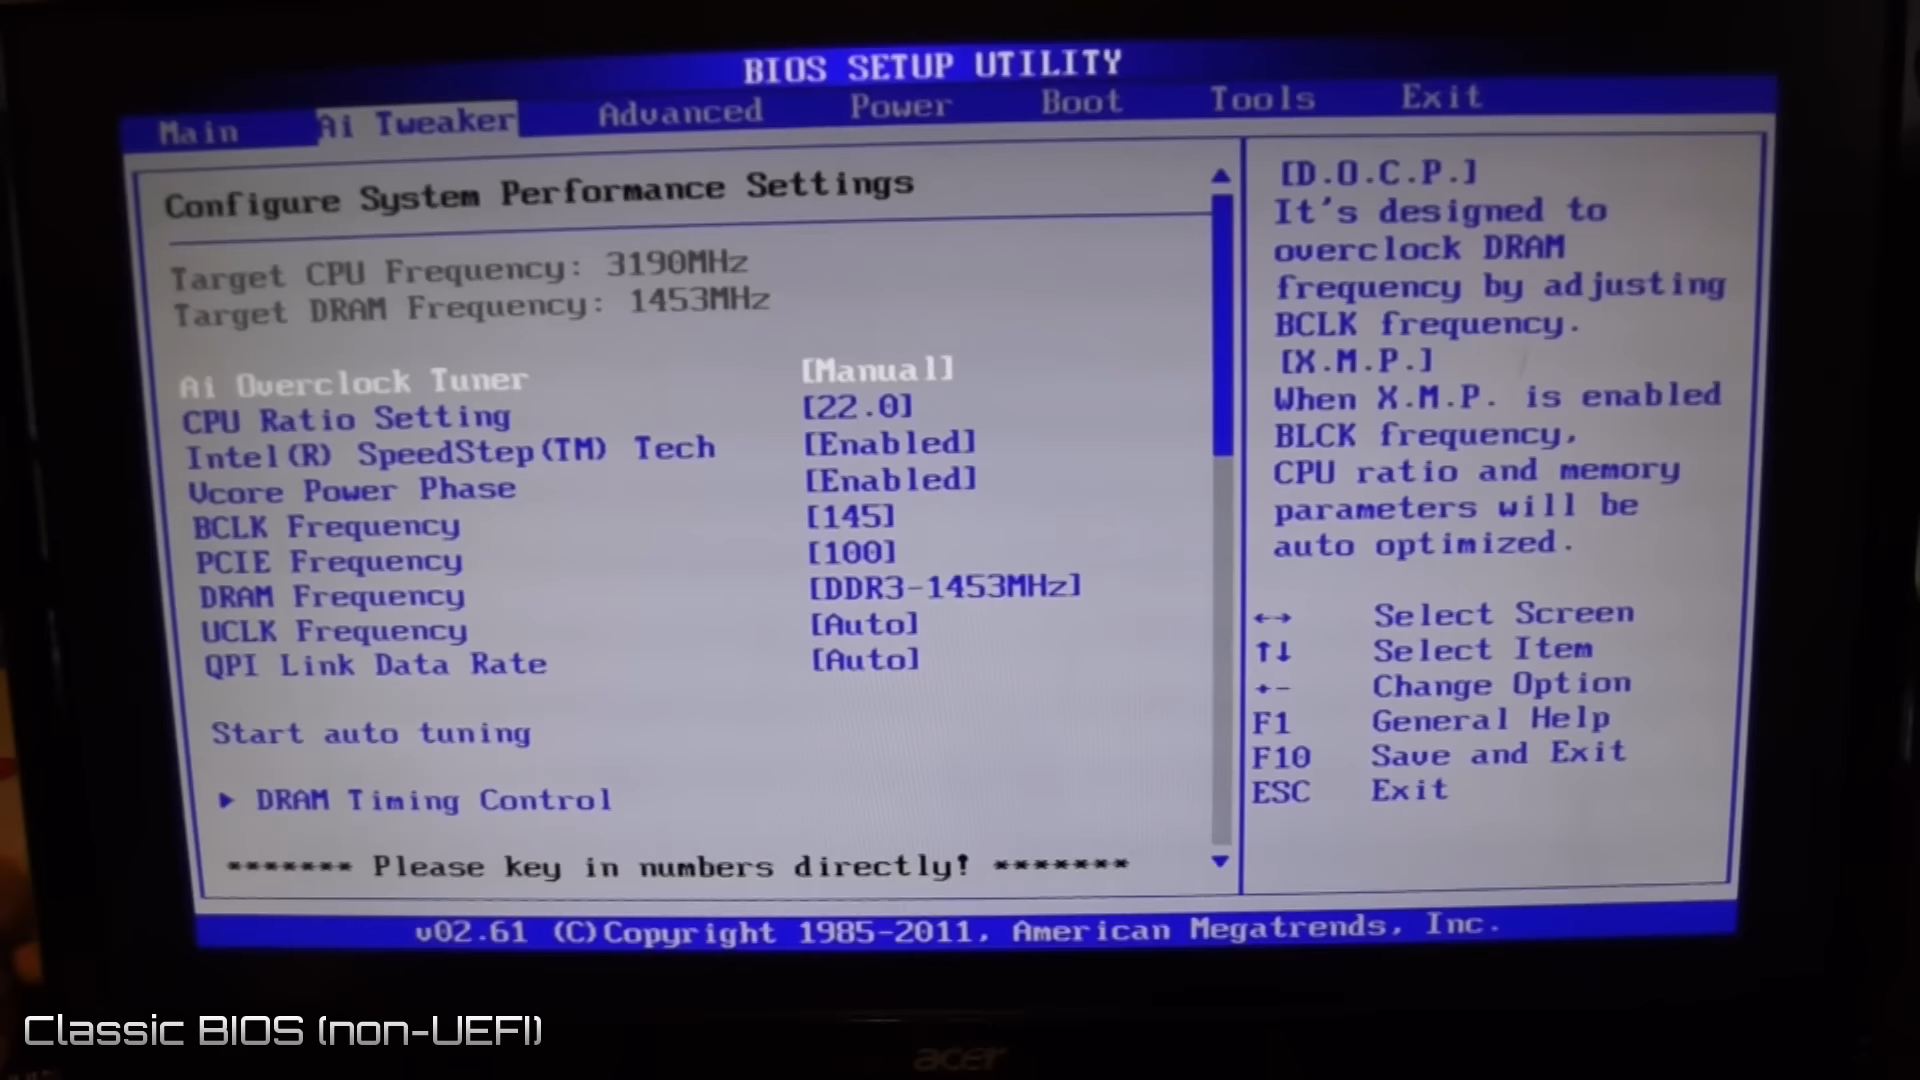 BIOS SETUP UTILITY
Main Ai Tweaker Advanced Power Boot Tools Exit
Configure System Performance Settings
Target CPU Frequency: 3190MHz
Target DRAM Frequency: 1453MHz
Ai Overclock Tuner [Manual]
CPU Ratio Setting [22.0]
Intel(R) SpeedStep(TM) Tech [Enabled]
Vcore Power Phase [Enabled]
BCLK Frequency [145]
PCIE Frequency [100]
DRAM Frequency [DDR3-1453MHz]
UCLK Frequency [Auto]
QPI Link Data Rate [Auto]
Start auto tuning
DRAM Timing Control
******* Please key in numbers directly! *******
[D.O.C.P.]
It's designed to
overclock DRAM
frequency by adjusting
BCLK frequency.
[X.M.P.]
When X.M.P. is enabled
BLCK frequency,
CPU ratio and memory
parameters will be
auto optimized.
←→ Select Screen
↑↓ Select Item
+- Change Option
F1 General Help
F10 Save and Exit
ESC Exit
v02.61 (C)Copyright 1985-2011, American Megatrends, Inc.
acer
Classic BIOS (non-UEFI)